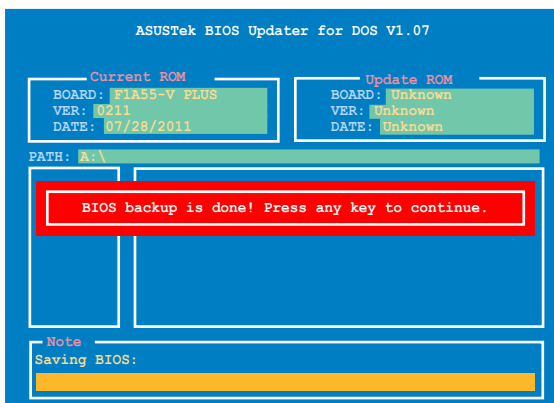 ASUSTek BIOS Updater for DOS V1.07
Current ROM
BOARD: F1A55-V PLUS
VER: 0211
DATE: 07/28/2011
Update ROM
BOARD: Unknown
VER: Unknown
DATE: Unknown
PATH: A:\
BIOS backup is done! Press any key to continue.
Note
Saving BIOS: